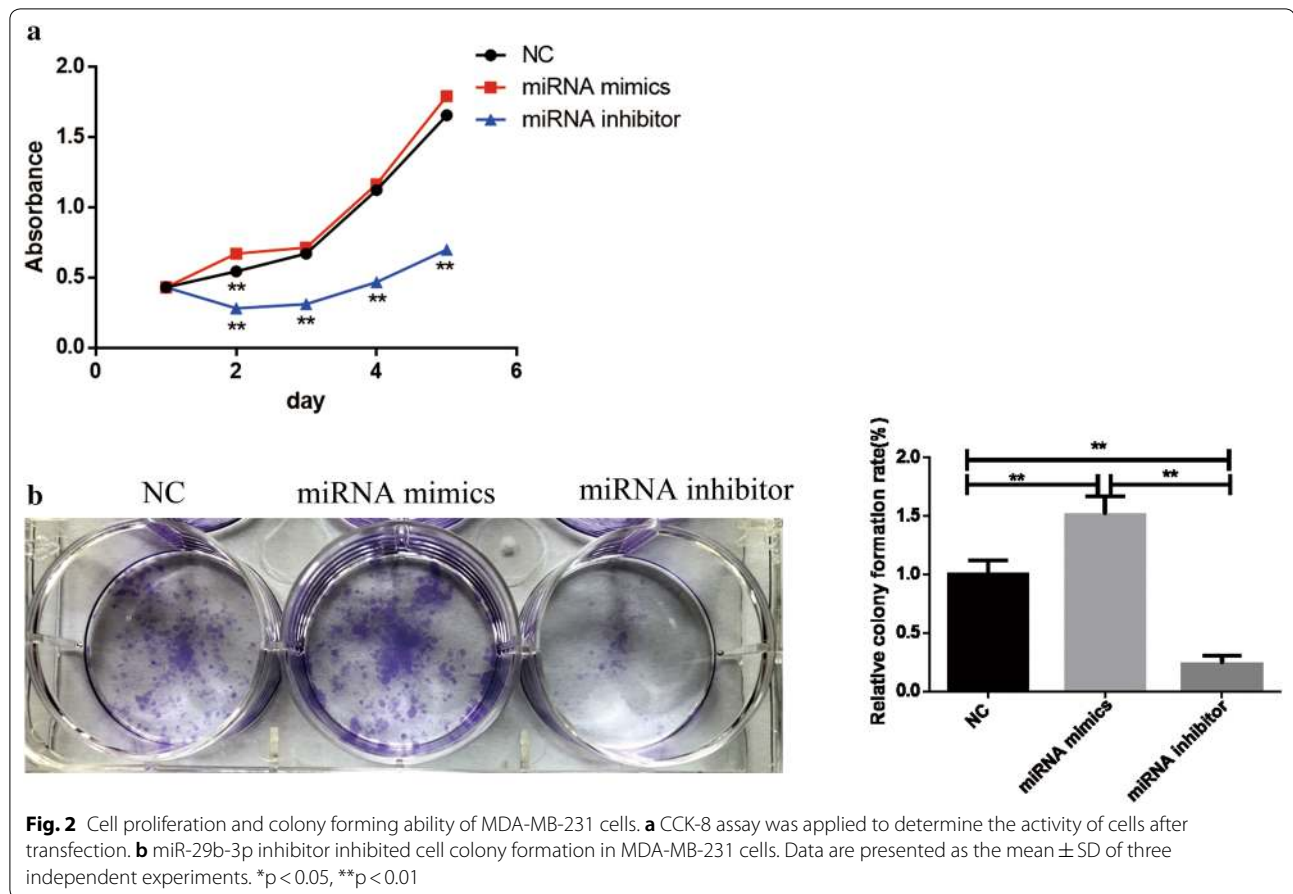 a
NC
miRNA mimics
miRNA inhibitor
2.0
1.5
1.0
0.5
0.0
Absorbance
**
**
**
**
**
0
2
4
6
day
b
NC
miRNA mimics
miRNA inhibitor
Relative colony formation rate(%)
2.0
1.5
1.0
0.5
0.0
**
**
**
NC
miRNA mimics
miRNA inhibitor
Fig. 2 Cell proliferation and colony forming ability of MDA-MB-231 cells. a CCK-8 assay was applied to determine the activity of cells after
transfection. b miR-29b-3p inhibitor inhibited cell colony formation in MDA-MB-231 cells. Data are presented as the mean ± SD of three
independent experiments. *p < 0.05, **p < 0.01